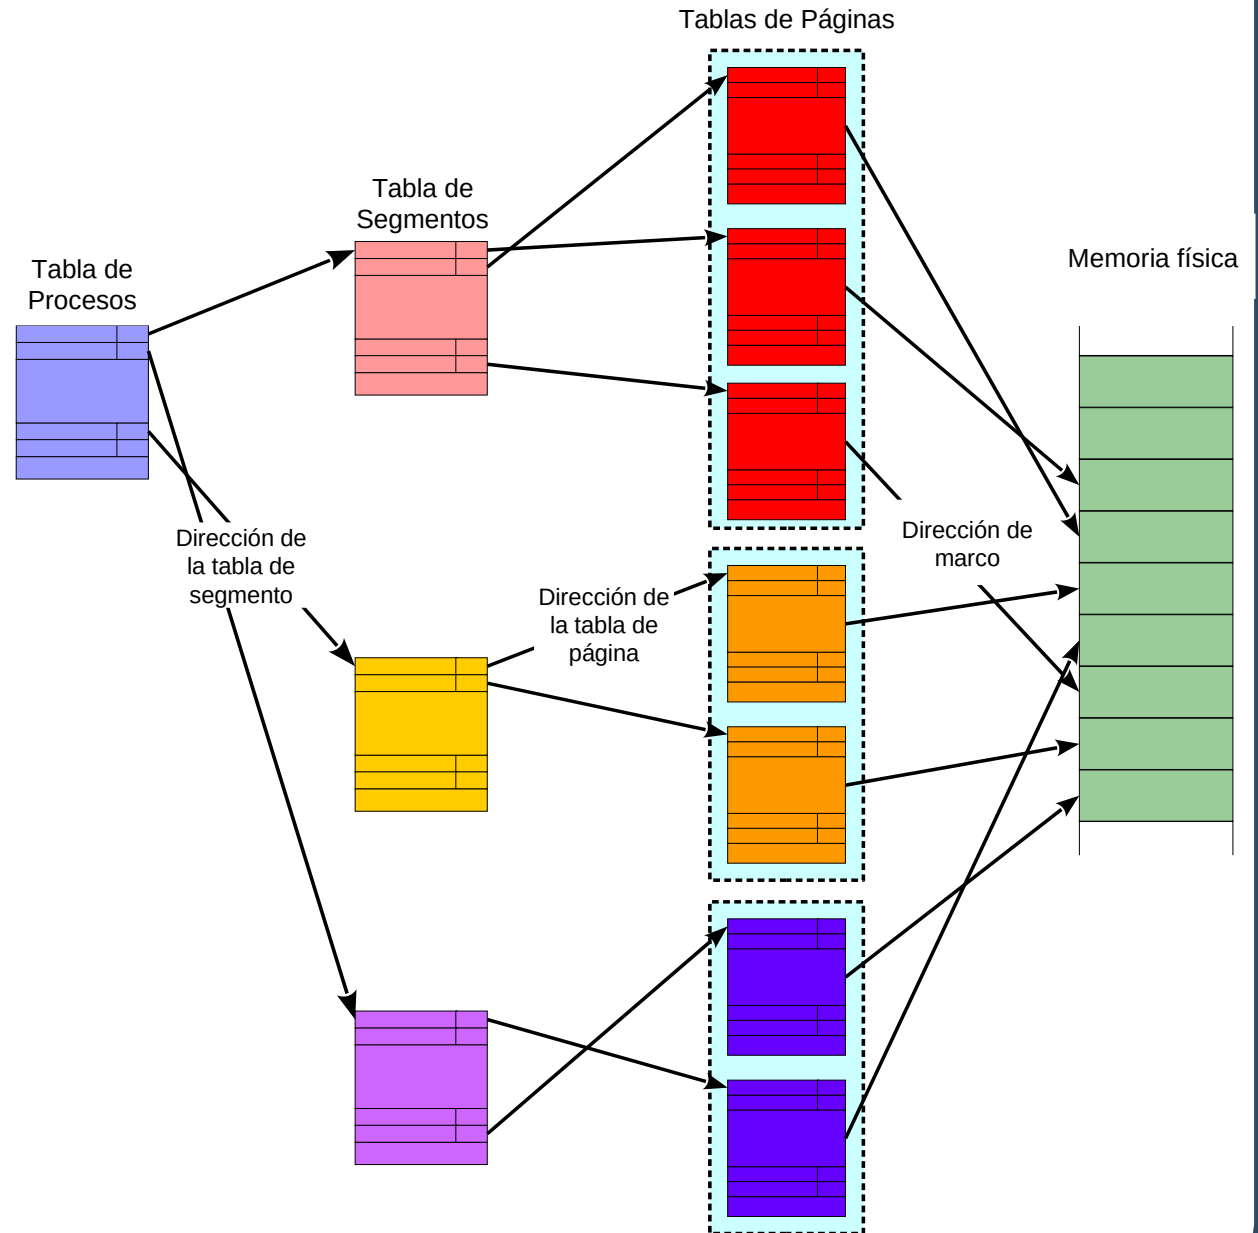 Tablas de Páginas
Tabla de
Segmentos
Tabla de
Procesos
Memoria física
Dirección de
la tabla de
segmento
Dirección de
la tabla de
página
Dirección de
marco